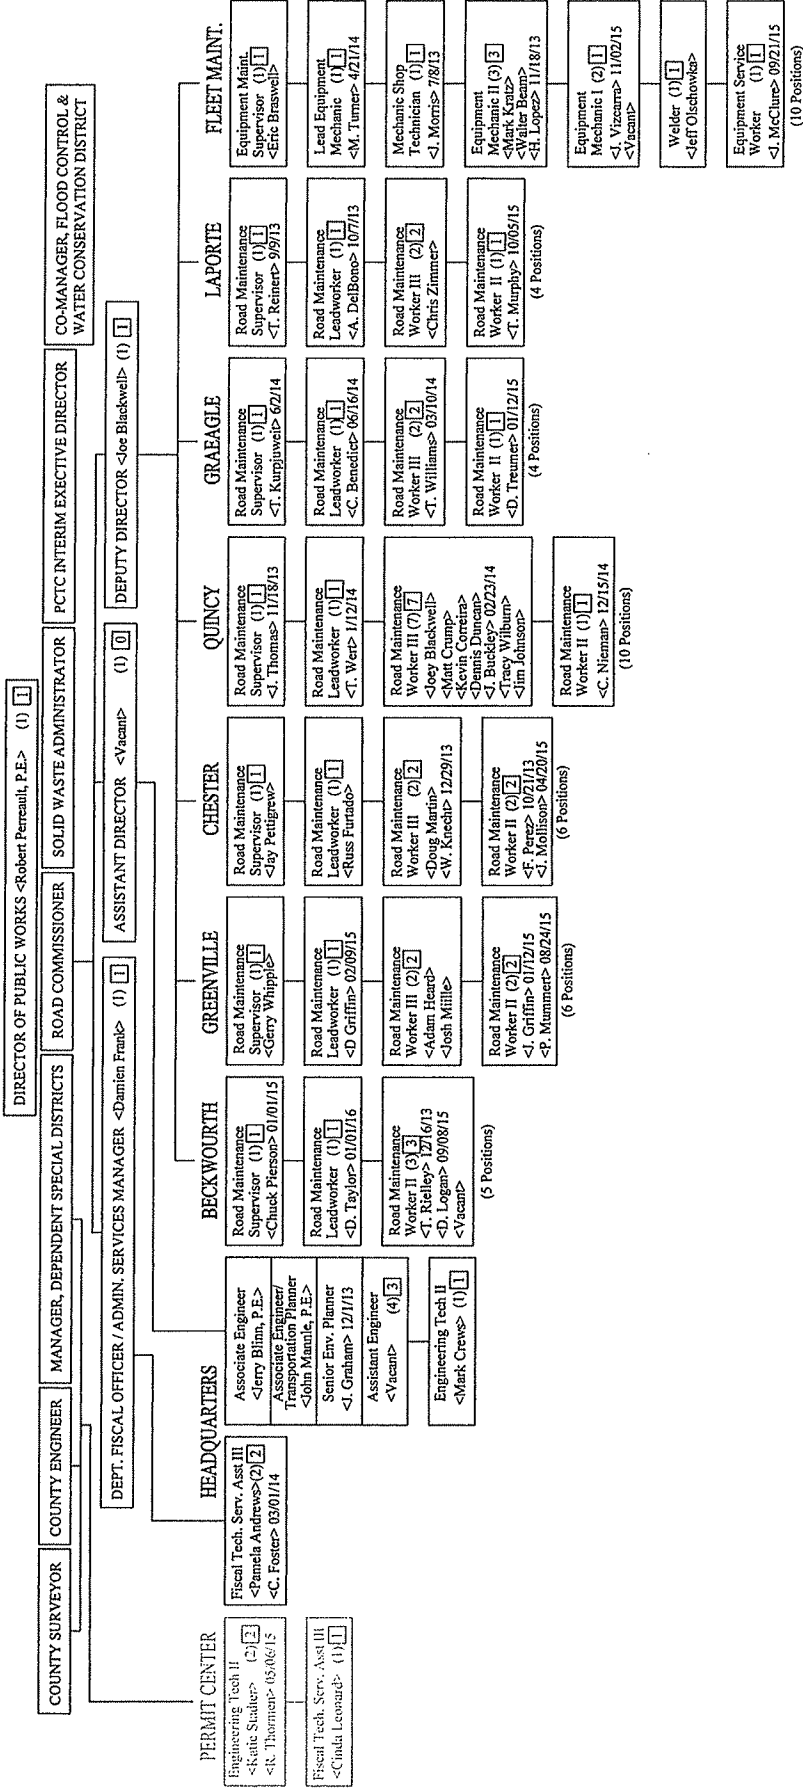 DIRECTOR OF PUBLIC WORKS <Robert Perreault, P.E.> (1) 1
COUNTY SURVEYOR
COUNTY ENGINEER
MANAGER, DEPENDENT SPECIAL DISTRICTS
ROAD COMMISSIONER
SOLID WASTE ADMINISTRATOR
PCTC INTERIM EXECTIVE DIRECTOR
CO-MANAGER, FLOOD CONTROL &
WATER CONSERVATION DISTRICT
DEPT. FISCAL OFFICER / ADMIN. SERVICES MANAGER <Damien Frank> (1) 1
ASSISTANT DIRECTOR <Vacant> (1) 0
DEPUTY DIRECTOR <Joe Blackwell> (1) 1
PERMIT CENTER
Engineering Tech II
<Katie Stadler> (2) 2
<R. Thormen> 05/06/15
Fiscal Tech. Serv. Asst III
<Cinda Leonard> (1) 1
HEADQUARTERS
Fiscal Tech. Serv. Asst III
<Pamela Andrews>(2) 2
<C. Foster> 03/01/14
Associate Engineer
<Jerry Blinn, P.E.>
Associate Engineer/
Transportation Planner
<John Mannle, P.E.>
Senior Env. Planner
<J. Graham> 12/1/13
Assistant Engineer
<Vacant> (4) 3
Engineering Tech II
<Mark Crews> (1) 1
BECKWOURTH
Road Maintenance
Supervisor (1) 1
<Chuck Pierson> 01/01/15
Road Maintenance
Leadworker (1) 1
<D. Taylor> 01/01/16
Road Maintenance
Worker II (3) 3
<T. Rielley> 12/16/13
<D. Logan> 09/08/15
<Vacant>
(5 Positions)
GREENVILLE
Road Maintenance
Supervisor (1) 1
<Gerry Whipple>
Road Maintenance
Leadworker (1) 1
<D Griffin> 02/09/15
Road Maintenance
Worker III (2) 2
<Adam Heard>
<Josh Miille>
Road Maintenance
Worker II (2) 2
<J. Griffin> 01/12/15
<P. Mummert> 08/24/15
(6 Positions)
CHESTER
Road Maintenance
Supervisor (1) 1
<Jay Pettigrew>
Road Maintenance
Leadworker (1) 1
<Russ Furtado>
Road Maintenance
Worker III (2) 2
<Doug Martin>
<W. Knecht> 12/29/13
Road Maintenance
Worker II (2) 2
<F. Perez> 10/21/13
<J. Mollison> 04/20/15
(6 Positions)
QUINCY
Road Maintenance
Supervisor (1) 1
<J. Thomas> 11/18/13
Road Maintenance
Leadworker (1) 1
<T. Wert> 1/12/14
Road Maintenance
Worker III (7) 7
<Joey Blackwell>
<Matt Crump>
<Kevin Correira>
<Dennis Duncan>
<J. Buckley> 02/23/14
<Tracy Wilburn>
<Jim Johnson>
Road Maintenance
Worker II (1) 1
<C. Nieman> 12/15/14
(10 Positions)
GRAEAGLE
Road Maintenance
Supervisor (1) 1
<T. Kurpjuweit> 6/2/14
Road Maintenance
Leadworker (1) 1
<C. Benedict> 06/16/14
Road Maintenance
Worker III (2) 2
<T. Williams> 03/10/14
Road Maintenance
Worker II (1) 1
<D. Treumer> 01/12/15
(4 Positions)
LAPORTE
Road Maintenance
Supervisor (1) 1
<T. Reinert> 9/9/13
Road Maintenance
Leadworker (1) 1
<A. DelBono> 10/7/13
Road Maintenance
Worker III (2) 2
<Chris Zimmer>
Road Maintenance
Worker II (1) 1
<T. Murphy> 10/05/15
(4 Positions)
FLEET MAINT.
Equipment Maint.
Supervisor (1) 1
<Eric Braswell>
Lead Equipment
Mechanic (1) 1
<M. Turner> 4/21/14
Mechanic Shop
Technician (1) 1
<J. Morris> 7/8/13
Equipment
Mechanic II (3) 3
<Mark Kratz>
<Walter Beam>
<H. Lopez> 11/18/13
Equipment
Mechanic I (2) 1
<J. Vizcarra> 11/02/15
<Vacant>
Welder (1) 1
<Jeff Olschowka>
Equipment Service
Worker (1) 1
<J. McClure> 09/21/15
(10 Positions)